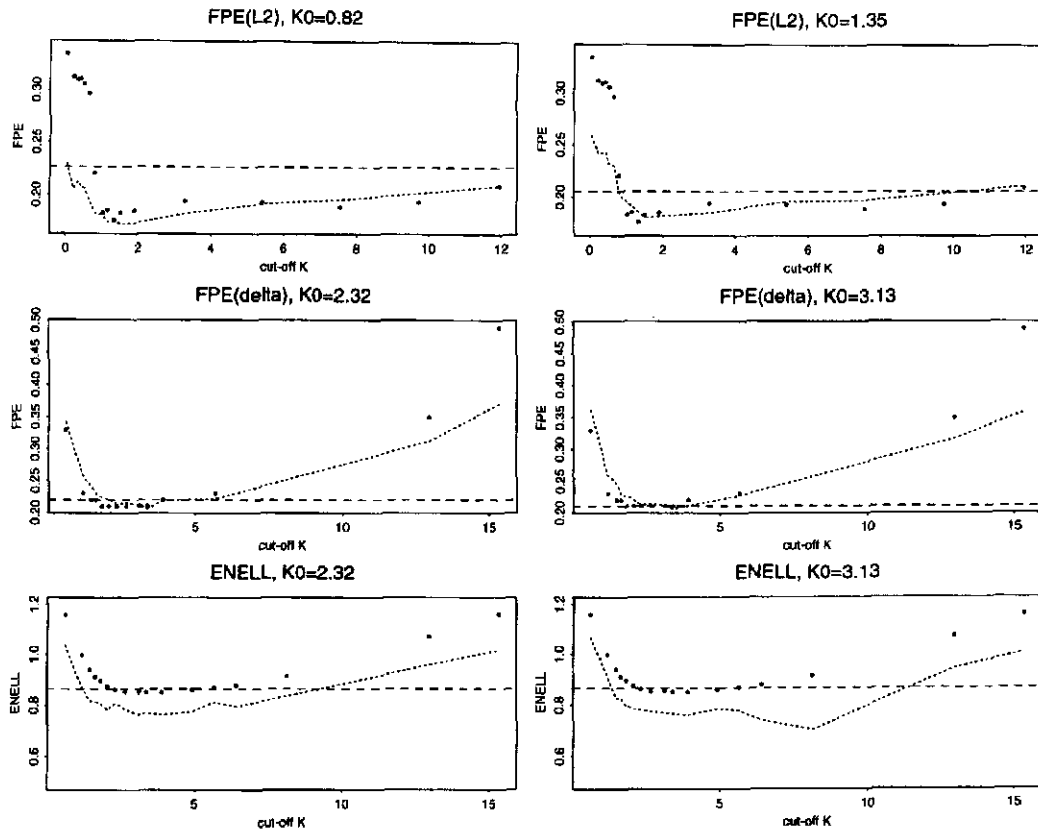 FPE(L2), K0=0.82
FPE
0.30
0.25
0.20
0 2 4 6 8 10 12
cut-off K
FPE(L2), K0=1.35
FPE
0.30
0.25
0.20
0 2 4 6 8 10 12
cut-off K
FPE(delta), K0=2.32
FPE
0.50
0.45
0.40
0.35
0.30
0.25
0.20
5 10 15
cut-off K
FPE(delta), K0=3.13
FPE
0.50
0.45
0.40
0.35
0.30
0.25
0.20
5 10 15
cut-off K
ENELL, K0=2.32
ENELL
1.2
1.0
0.8
0.6
5 10 15
cut-off K
ENELL, K0=3.13
ENELL
1.2
1.0
0.8
0.6
5 10 15
cut-off K